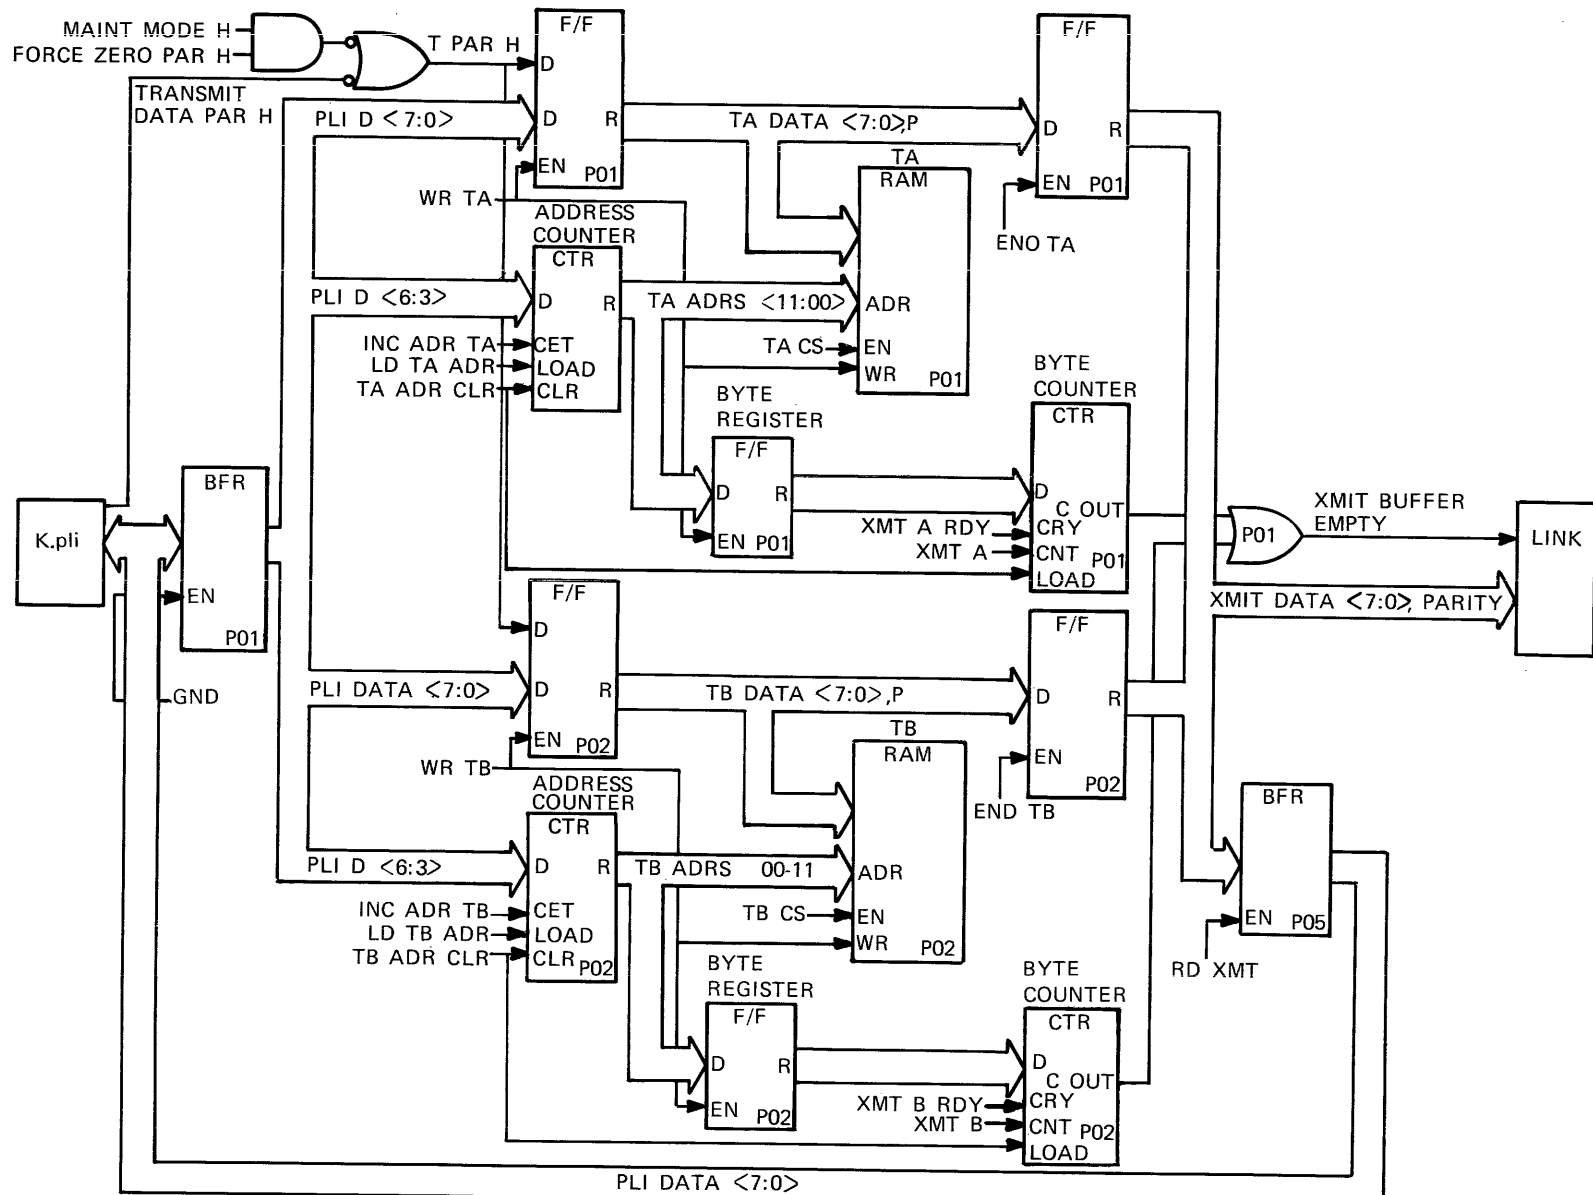 MAINT MODE H
FORCE ZERO PAR H
T PAR H
TRANSMIT
DATA PAR H
PLI D <7:0>
F/F
D
D
R
EN
P01
WR TA
TA DATA <7:0>,P
F/F
D
R
EN
P01
ENO TA
TA
RAM
ADR
EN
WR
P01
ADDRESS
COUNTER
CTR
D
R
CET
LOAD
CLR
PLI D <6:3>
INC ADR TA
LD TA ADR
TA ADR CLR
TA ADRS <11:00>
TA CS
BYTE
REGISTER
F/F
D
R
EN
P01
BYTE
COUNTER
CTR
D
C OUT
CRY
CNT
P01
LOAD
XMT A RDY
XMT A
K.pli
BFR
EN
P01
GND
P01
XMIT BUFFER
EMPTY
LINK
XMIT DATA <7:0>, PARITY
F/F
D
D
R
EN
P02
PLI DATA <7:0>
WR TB
TB DATA <7:0>,P
F/F
D
R
EN
P02
END TB
TB
RAM
ADR
EN
WR
P02
ADDRESS
COUNTER
CTR
D
R
CET
LOAD
CLR
P02
PLI D <6:3>
INC ADR TB
LD TB ADR
TB ADR CLR
TB ADRS 00-11
TB CS
BYTE
REGISTER
F/F
D
R
EN
P02
BYTE
COUNTER
CTR
D
C OUT
CRY
CNT
P02
LOAD
XMT B RDY
XMT B
BFR
EN
P05
RD XMT
PLI DATA <7:0>